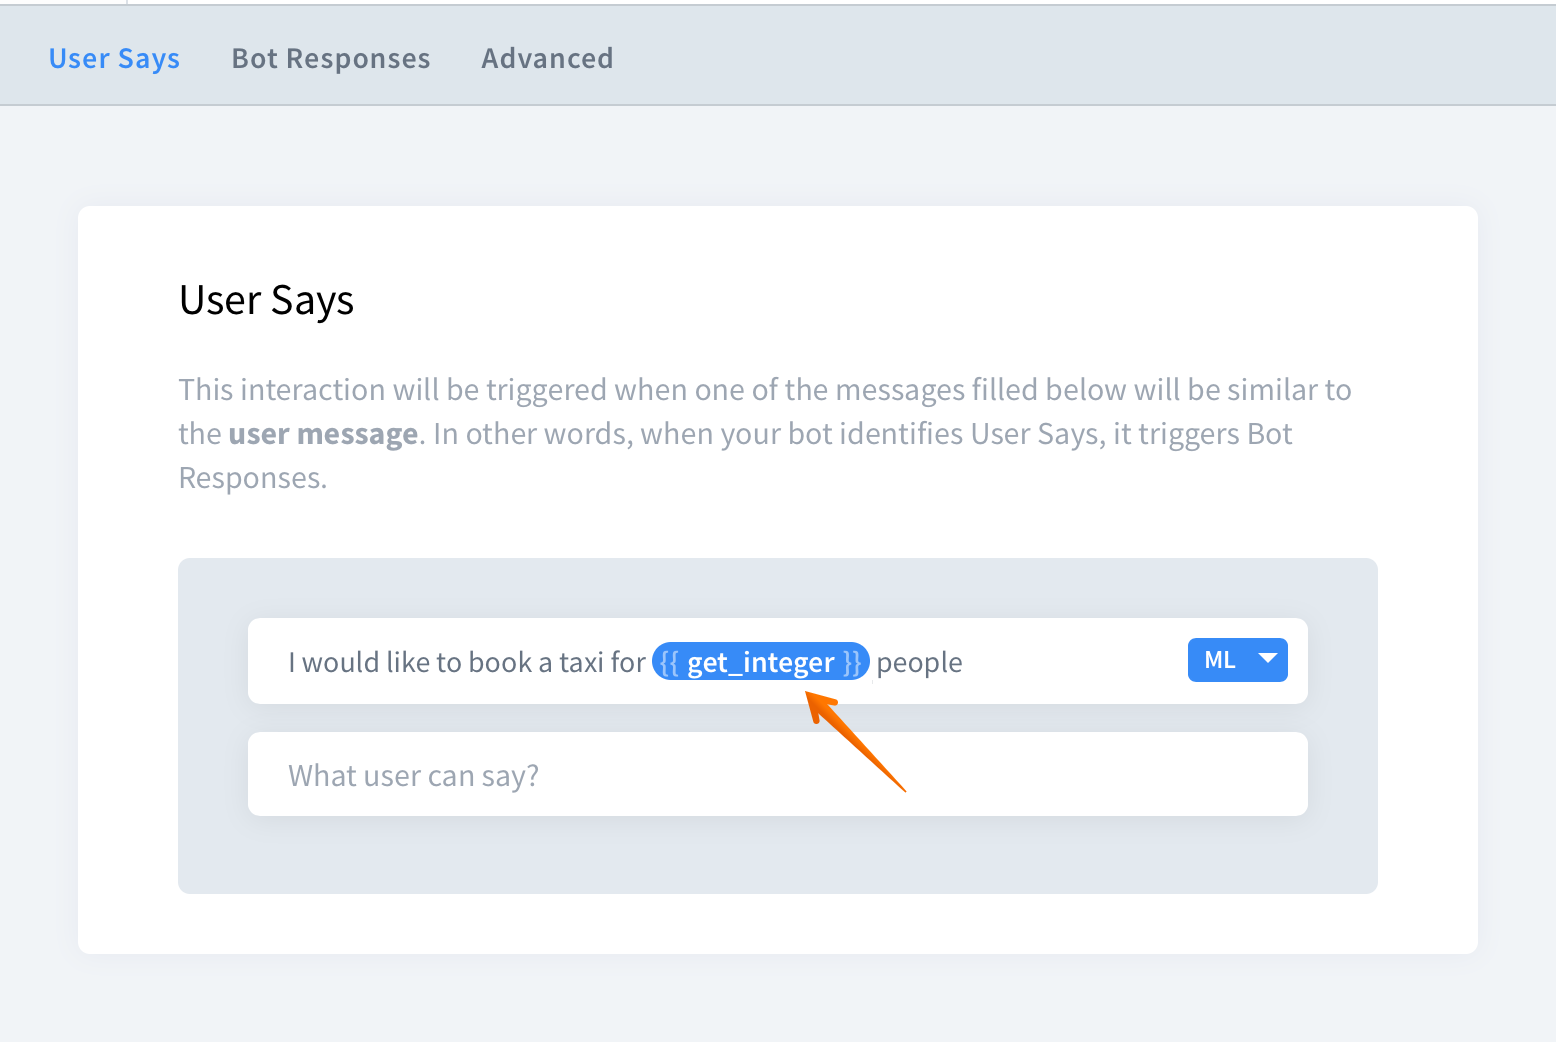 User Says Bot Responses Advanced
User Says
This interaction will be triggered when one of the messages filled below will be similar to
the user message. In other words, when your bot identifies User Says, it triggers Bot
Responses.
I would like to book a taxi for {{ get_integer }} people ML
What user can say?